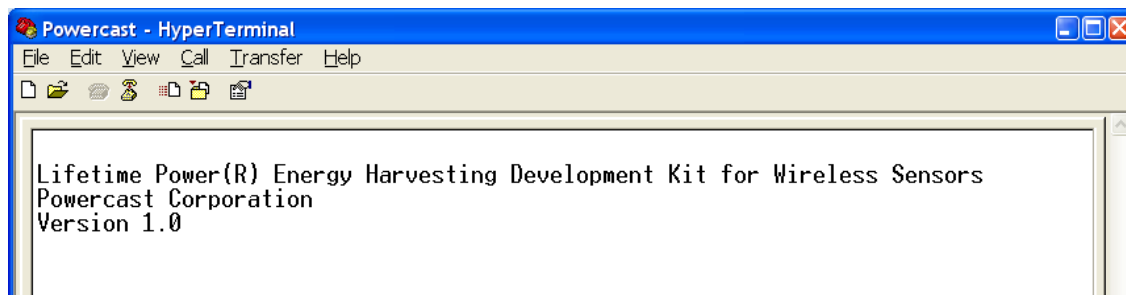 Powercast - HyperTerminal
File Edit View Call Transfer Help
Lifetime Power(R) Energy Harvesting Development Kit for Wireless Sensors
Powercast Corporation
Version 1.0